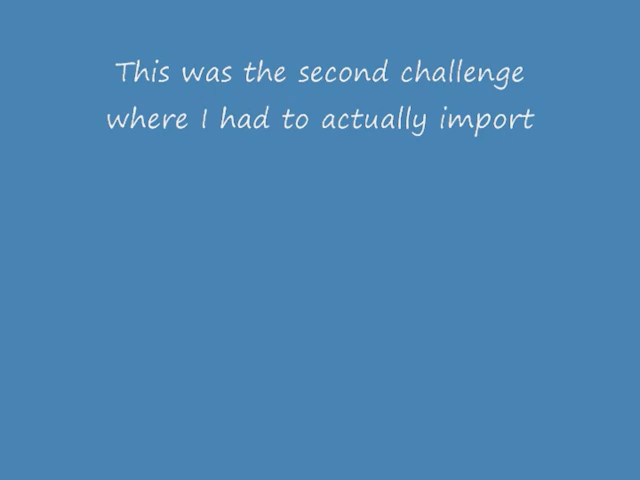 This was the second challenge
where I had to actually import